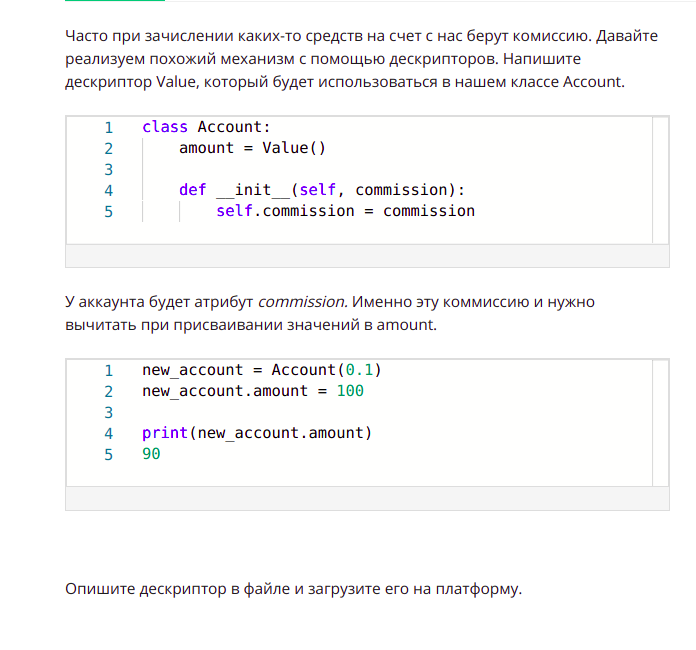 Часто при зачислении каких-то средств на счет с нас берут комиссию. Давайте
реализуем похожий механизм с помощью дескрипторов. Напишите
дескриптор Value, который будет использоваться в нашем классе Account.
1 class Account:
2     amount = Value()
3
4     def __init__(self, commission):
5         self.commission = commission
У аккаунта будет атрибут commission. Именно эту коммиссию и нужно
вычитать при присваивании значений в amount.
1 new_account = Account(0.1)
2 new_account.amount = 100
3
4 print(new_account.amount)
5 90
Опишите дескриптор в файле и загрузите его на платформу.